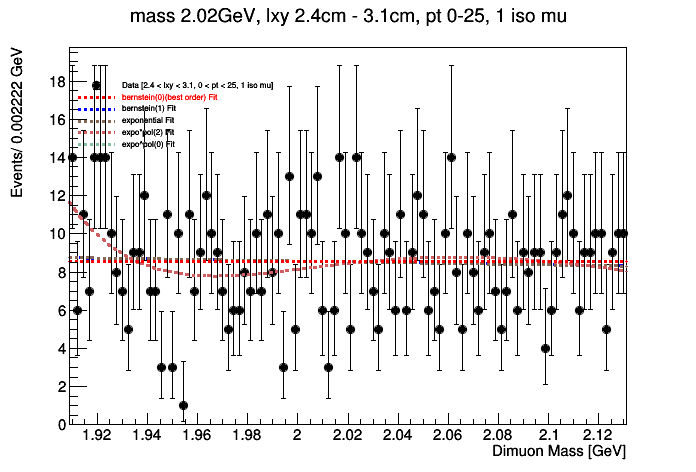 mass 2.02GeV, lxy 2.4cm - 3.1cm, pt 0-25, 1 iso mu
Events/ 0.002222 GeV
18
16
14
12
10
8
6
4
2
0
Data [2.4 < lxy < 3.1, 0 < pt < 25, 1 iso mu]
bernstein(0)(best order) Fit
bernstein(1) Fit
exponential Fit
expo*pol(2) Fit
expo*pol(0) Fit
1.92 1.94 1.96 1.98 2 2.02 2.04 2.06 2.08 2.1 2.12
Dimuon Mass [GeV]